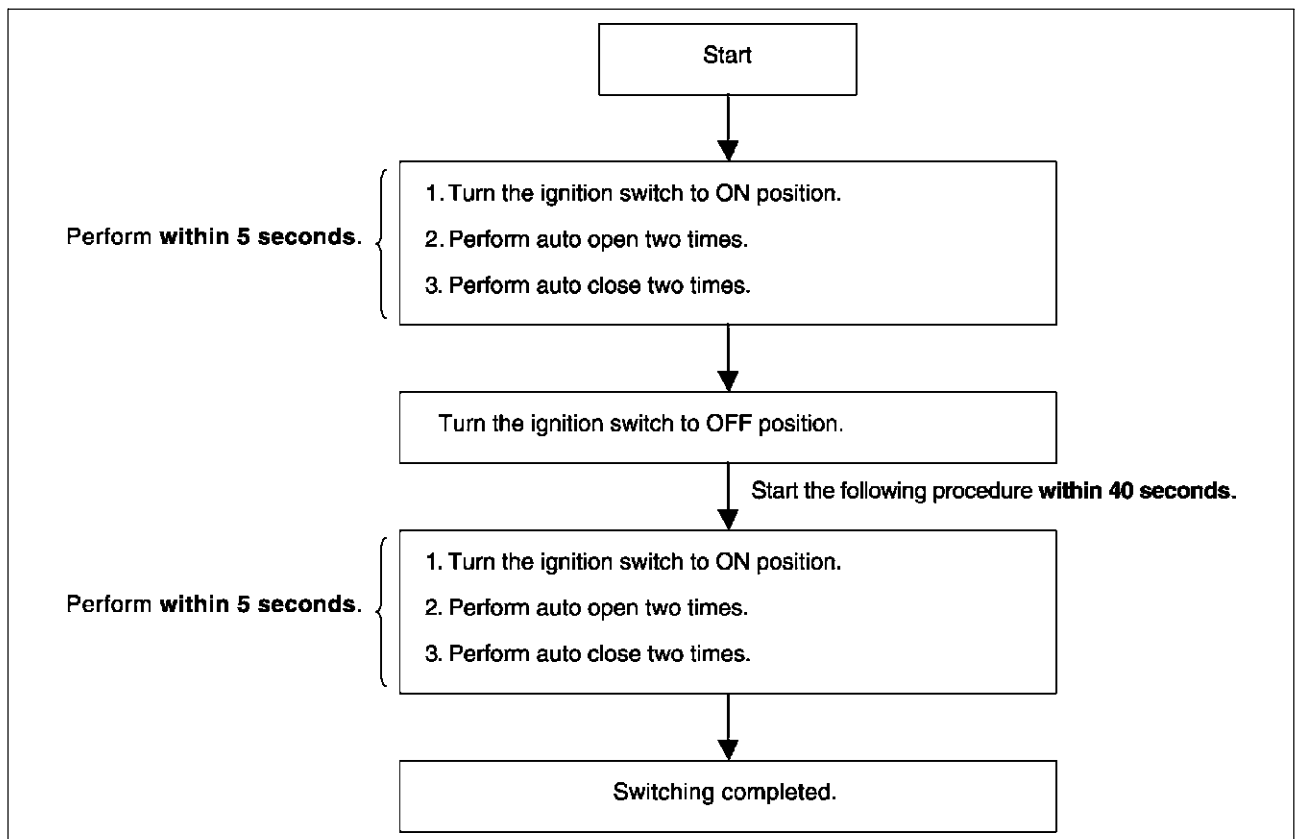 Start
Perform within 5 seconds.
1. Turn the ignition switch to ON position.
2. Perform auto open two times.
3. Perform auto close two times.
Turn the ignition switch to OFF position.
Start the following procedure within 40 seconds.
Perform within 5 seconds.
1. Turn the ignition switch to ON position.
2. Perform auto open two times.
3. Perform auto close two times.
Switching completed.